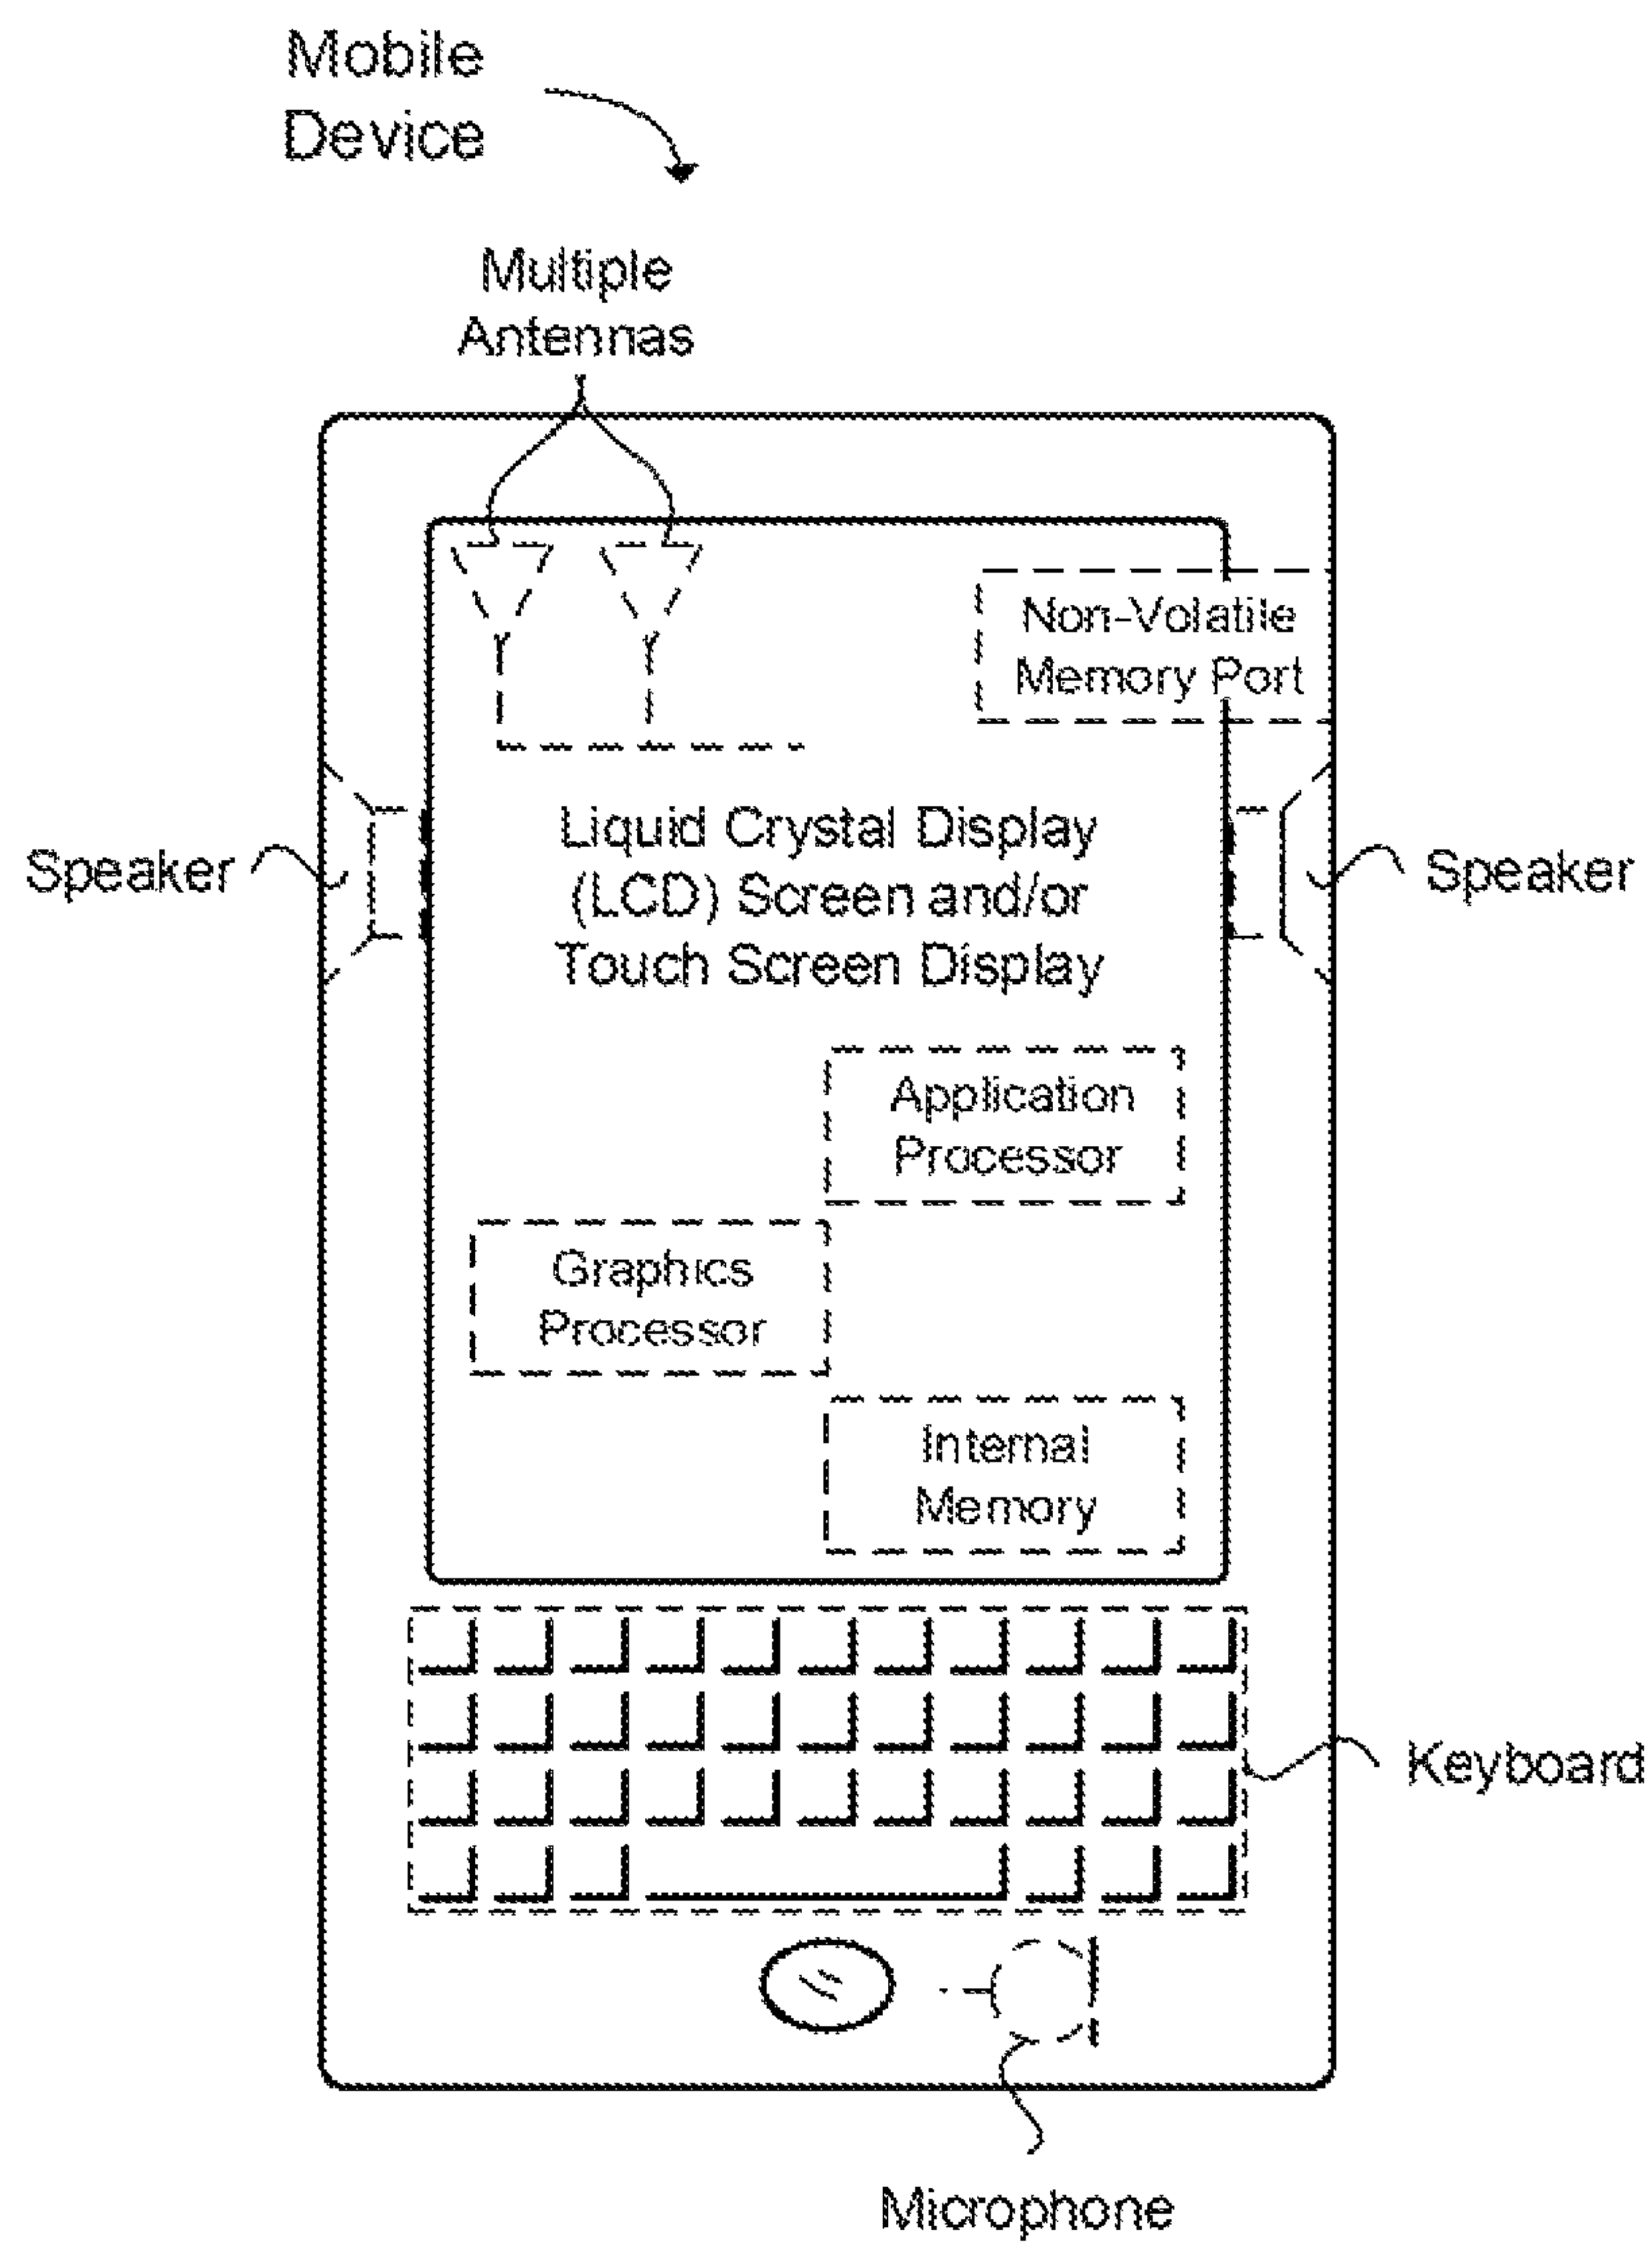 Mobile
Device
Multiple
Antennas
Non-Volatile
Memory Port
Liquid Crystal Display
(LCD) Screen and/or
Touch Screen Display
Speaker
Speaker
Application
Processor
Graphics
Processor
Internal
Memory
Keyboard
Microphone